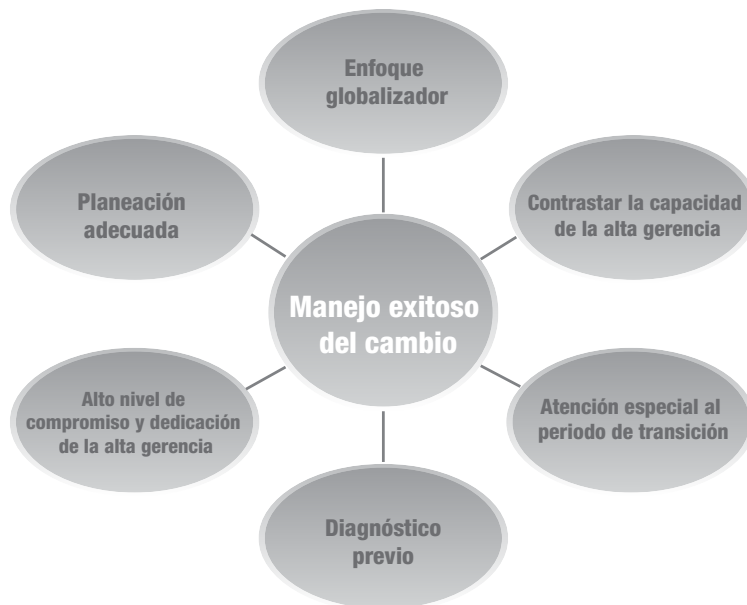 Enfoque
globalizador
Planeación
adecuada
Contrastar la capacidad
de la alta gerencia
Manejo exitoso
del cambio
Alto nivel de
compromiso y dedicación
de la alta gerencia
Atención especial al
periodo de transición
Diagnóstico
previo